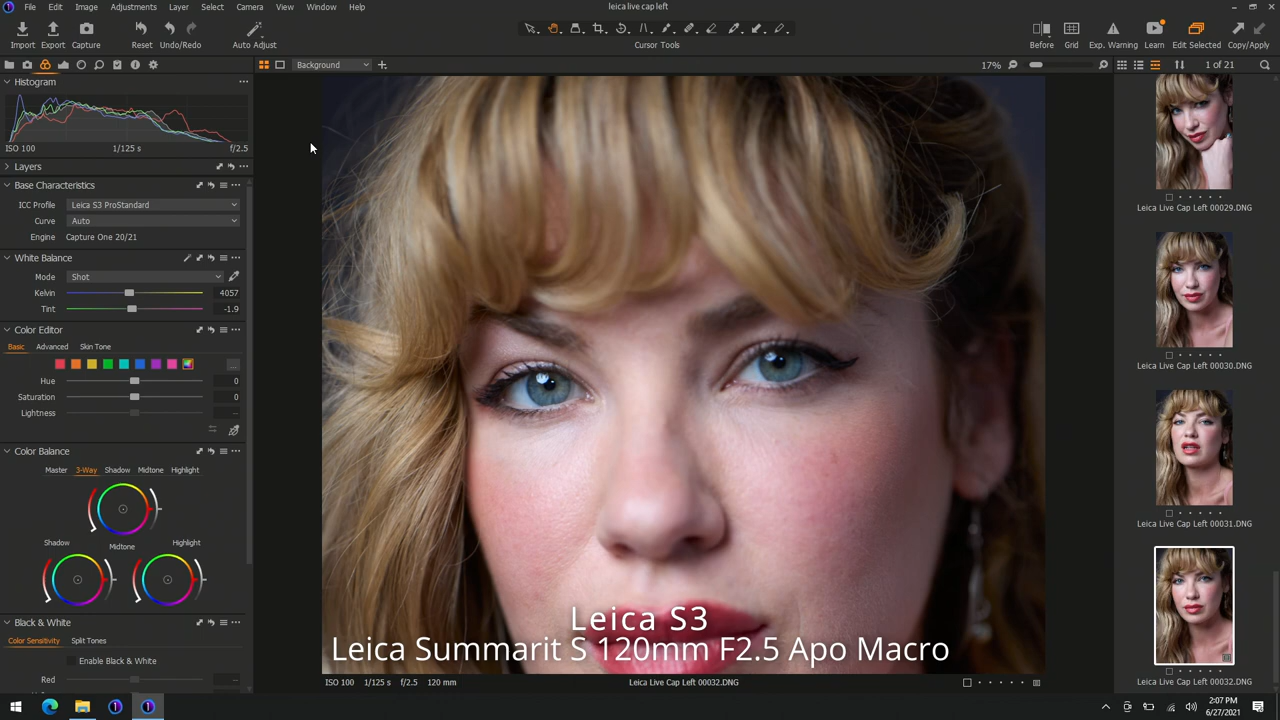 File Edit Image Adjustments Layer Select Camera View Window Help
leica live cap left
Import Export Capture Reset Undo/Redo Auto Adjust
Cursor Tools
Before Grid Exp. Warning Learn Edit Selected Copy/Apply
Background
17%
1 of 21
Histogram
ISO 100 1/125 s f/2.5
Layers
Base Characteristics
ICC Profile Leica S3 ProStandard
Curve Auto
Engine Capture One 20/21
White Balance
Mode Shot
Kelvin 4057
Tint -1.9
Color Editor
Basic Advanced Skin Tone
Hue 0
Saturation 0
Lightness --
Color Balance
Master 3-Way Shadow Midtone Highlight
Shadow Midtone Highlight
Black & White
Color Sensitivity Split Tones
Enable Black & White
Red --
Leica S3
Leica Summarit S 120mm F2.5 Apo Macro
ISO 100 1/125 s f/2.5 120 mm
Leica Live Cap Left 00032.DNG
Leica Live Cap Left 00029.DNG
Leica Live Cap Left 00030.DNG
Leica Live Cap Left 00031.DNG
Leica Live Cap Left 00032.DNG
2:07 PM
6/27/2021